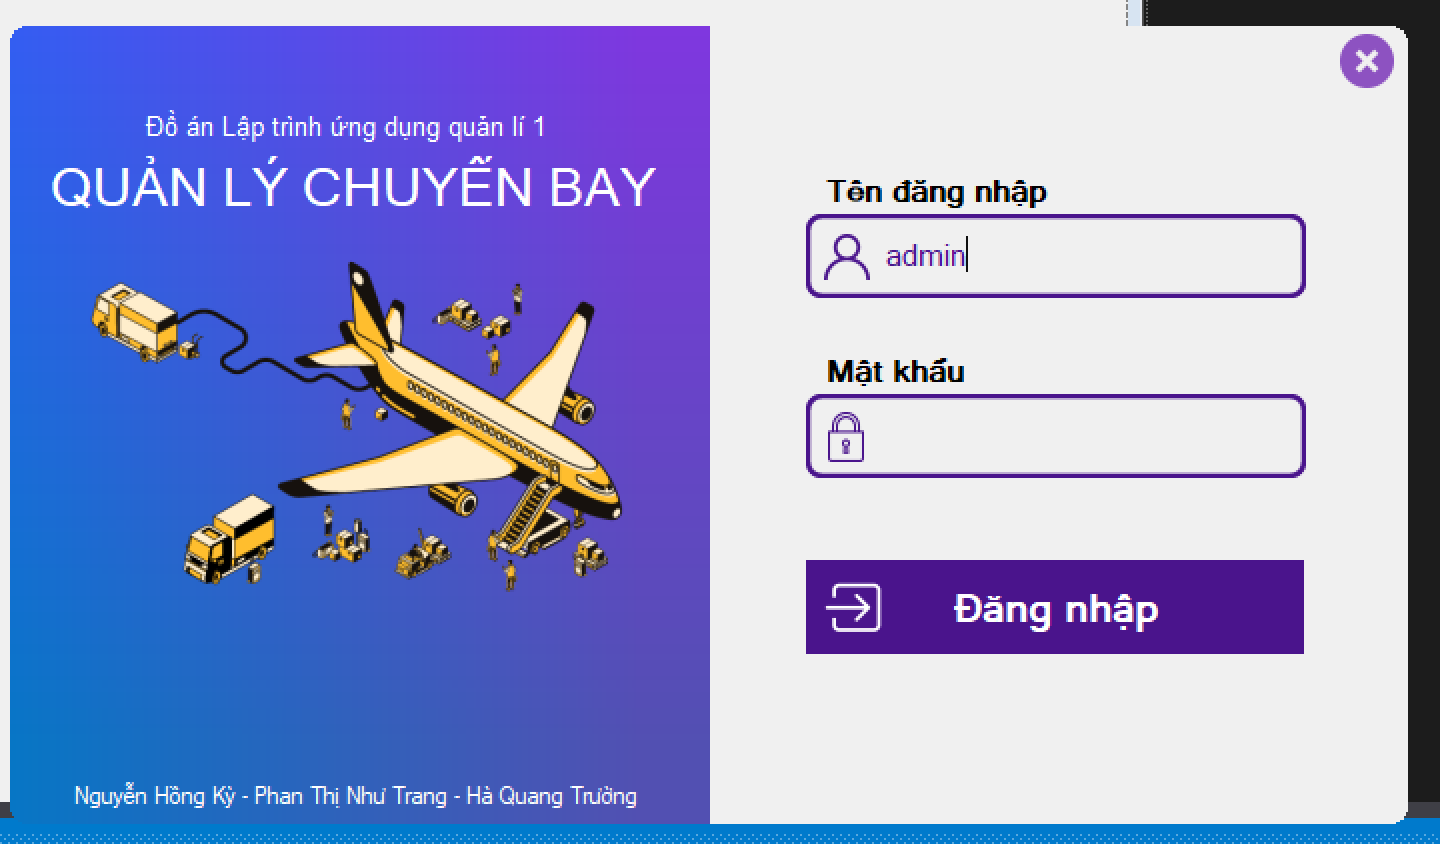 Đồ án Lập trình ứng dụng quản lí 1
QUẢN LÝ CHUYẾN BAY
Nguyễn Hồng Kỳ - Phan Thị Như Trang - Hà Quang Trưởng
Tên đăng nhập
admin
Mật khẩu
Đăng nhập